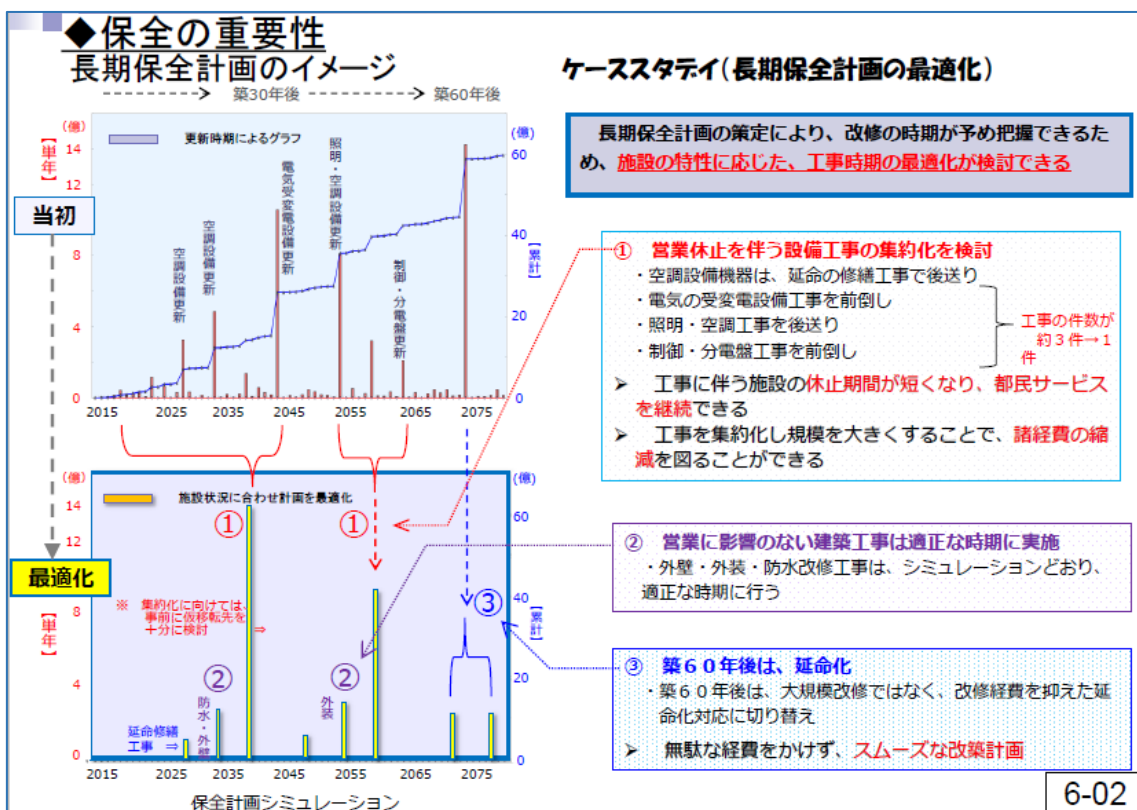 ◆保全の重要性
長期保全計画のイメージ
ケーススタディ(長期保全計画の最適化)
築30年後
築60年後
(億)
【単年】
更新時期によるグラフ
(億)
14
12
8
4
0
60
40
20
0
【累計】
空調設備更新
空調設備更新
電気受変電設備更新
照明・空調設備更新
制御・分電盤更新
2015 2025 2035 2045 2055 2065 2075
当初
最適化
長期保全計画の策定により、改修の時期が予め把握できるた
め、施設の特性に応じた、工事時期の最適化が検討できる
① 営業休止を伴う設備工事の集約化を検討
・空調設備機器は、延命の修繕工事で後送り
・電気の受変電設備工事を前倒し
・照明・空調工事を後送り
・制御・分電盤工事を前倒し
工事の件数が
約3件→1
件
➢ 工事に伴う施設の休止期間が短くなり、都民サービス
を継続できる
➢ 工事を集約化し規模を大きくすることで、諸経費の縮
減を図ることができる
(億)
【単年】
施設状況に合わせ計画を最適化
(億)
14
12
8
4
0
60
40
20
0
【累計】
①
①
②
②
③
※ 集約化に向けては、
事前に仮移転先を
十分に検討 ⇒
防水・外壁
外装
延命修繕
工事 ⇒
2015 2025 2035 2045 2055 2065 2075
保全計画シミュレーション
② 営業に影響のない建築工事は適正な時期に実施
・外壁・外装・防水改修工事は、シミュレーションどおり、
適正な時期に行う
③ 築60年後は、延命化
・築60年後は、大規模改修ではなく、改修経費を抑えた延
命化対応に切り替え
➢ 無駄な経費をかけず、スムーズな改築計画
6-02